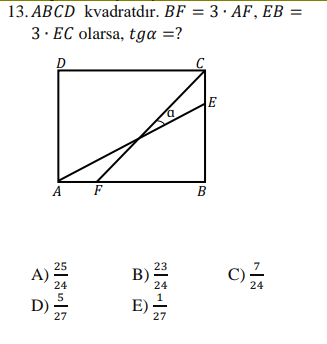 13. ABCD kvadratdır. BF = 3 · AF, EB =
3 · EC olarsa, tgα =?
D C
E
α
A F B
A) 25/24 B) 23/24 C) 7/24
D) 5/27 E) 1/27